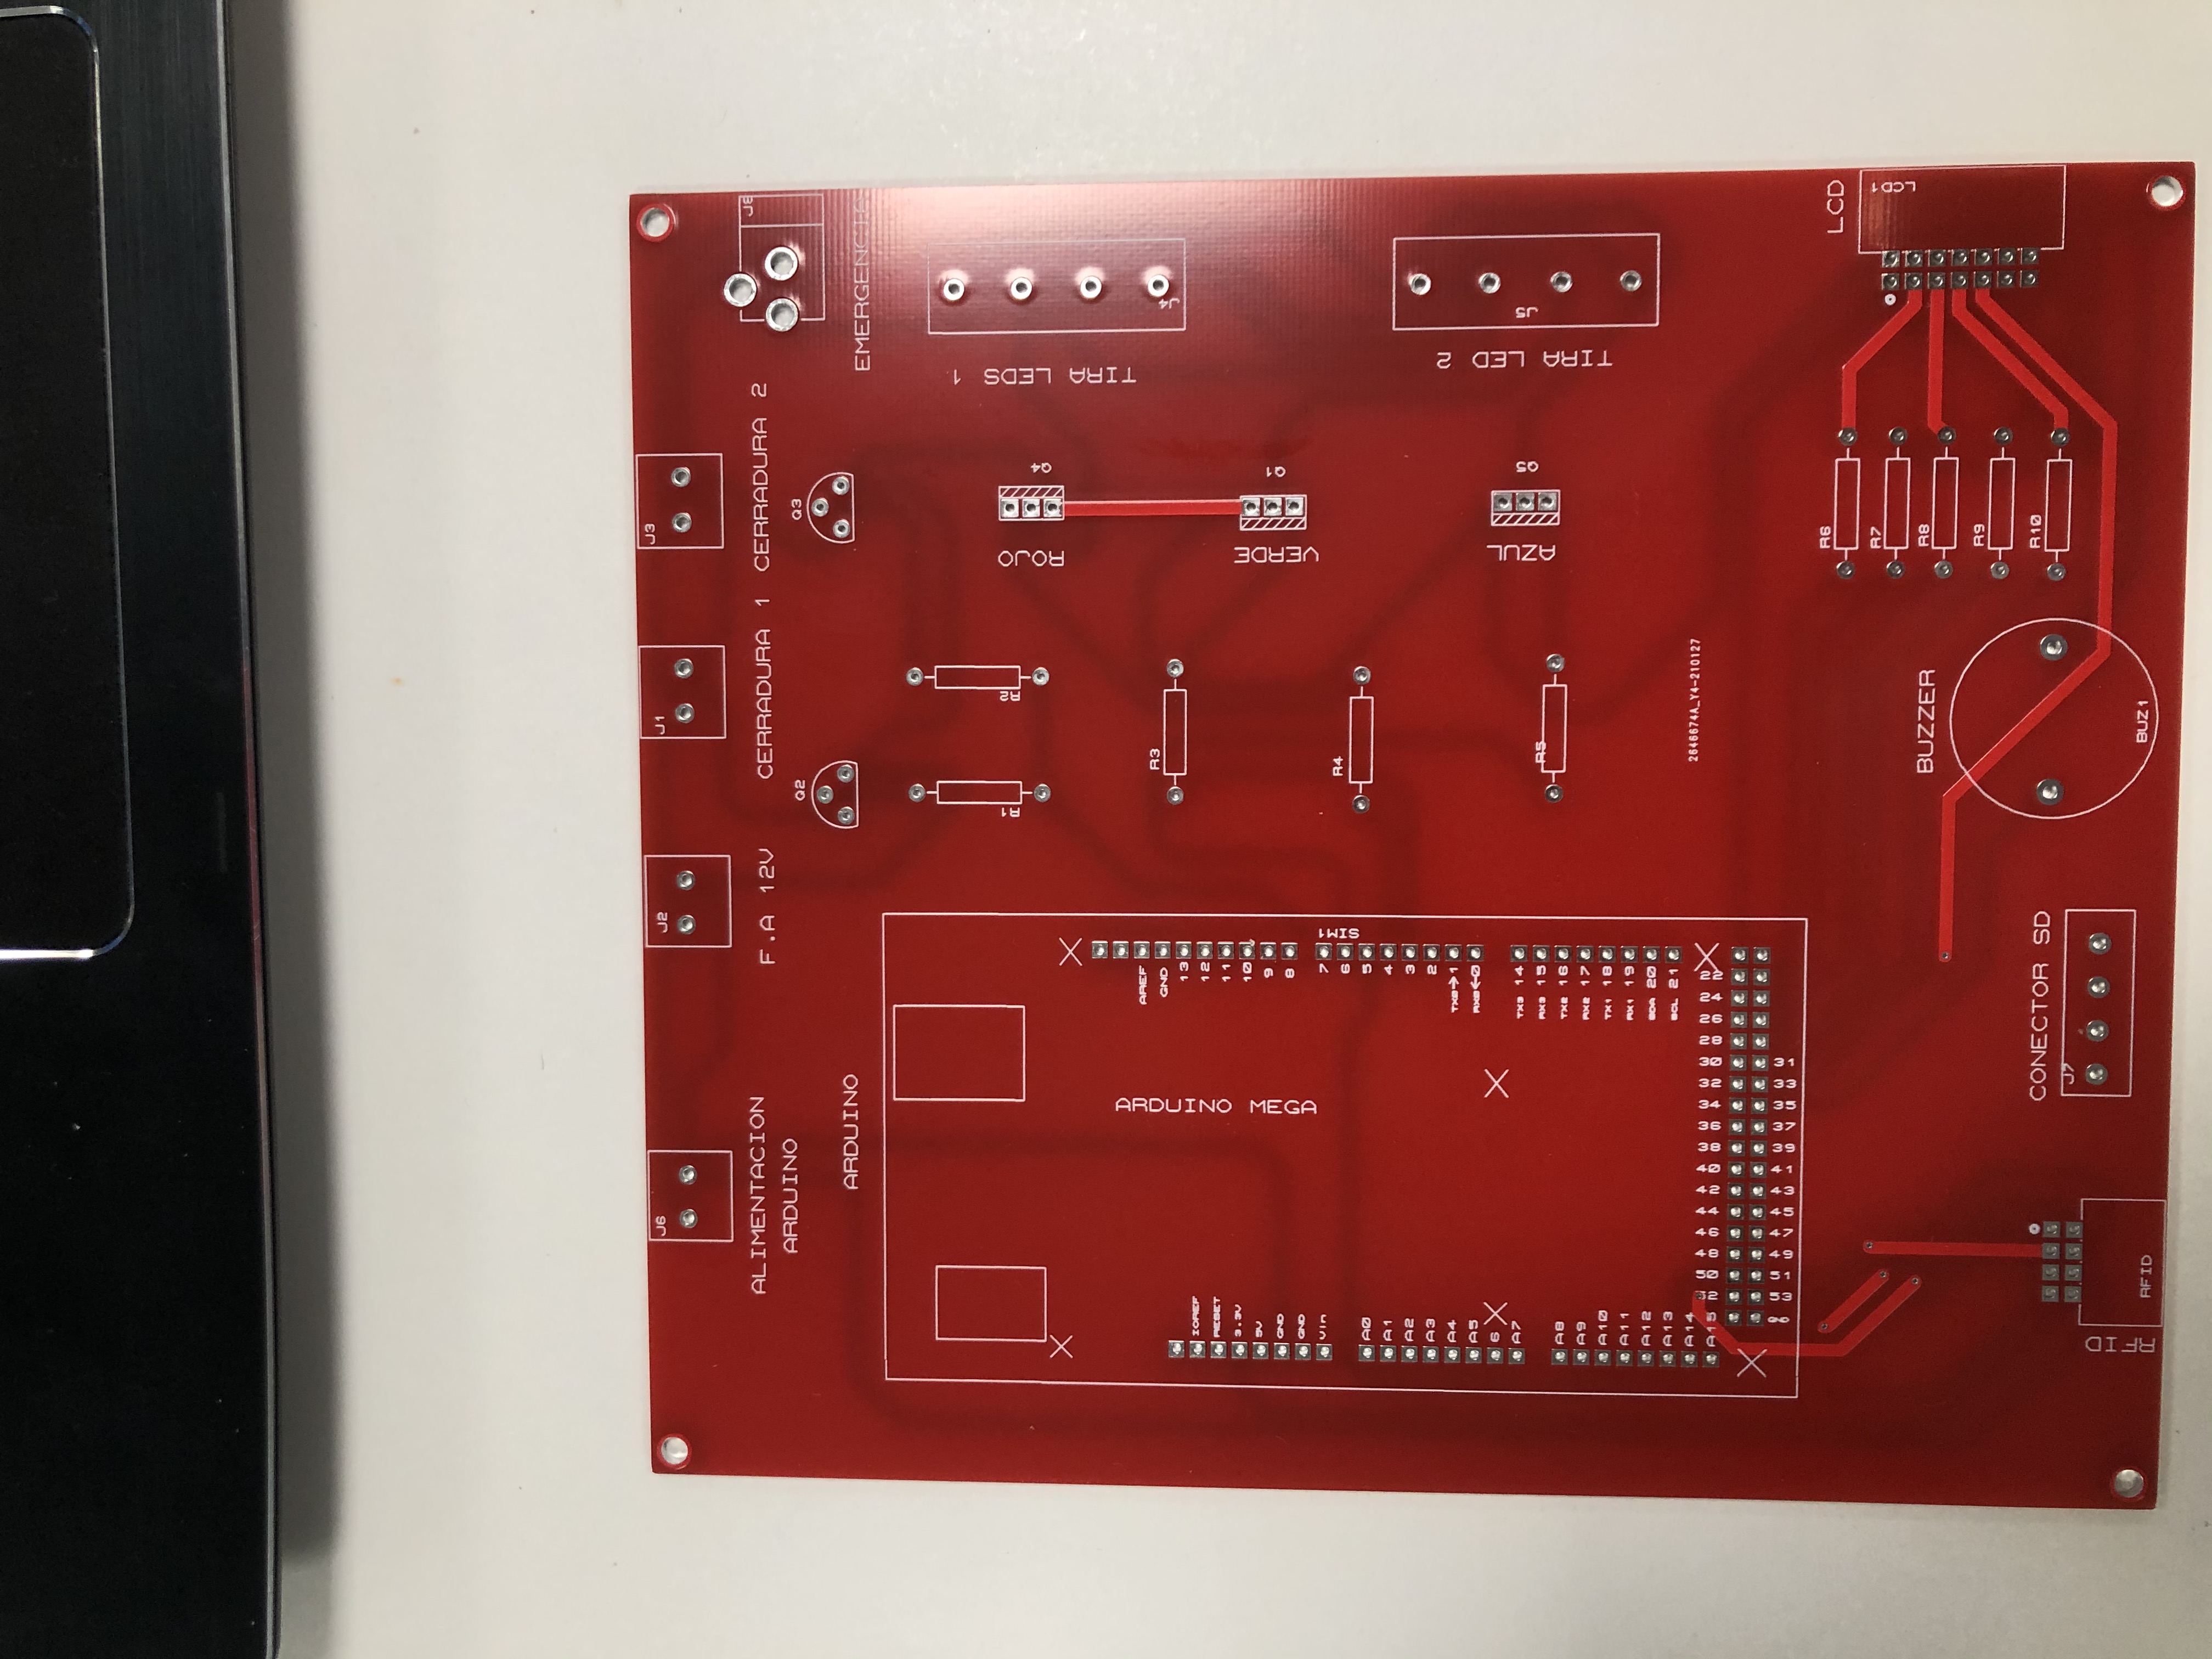 J6
J2
J1
J3
ALIMENTACION
ARDUINO
F.A 12V
CERRADURA 1
CERRADURA 2
J8
EMERGENCIA
Q2
Q3
ARDUINO
R1
R2
ROJO
Q4
TIRA LEDS 1
J4
ARDUINO MEGA
IOREF
RESET
3.3V
5V
GND
GND
Vin
A0
A1
A2
A3
A4
A5
6
A7
A8
A9
A10
A11
A12
A13
A14
A15
AREF
GND
13
12
11
10
9
8
7
6
5
4
3
2
TX0→1
RX0←0
TX3 14
RX3 15
TX2 16
RX2 17
TX1 18
RX1 19
SDA 20
SCL 21
SIM1
52 50 48 46 44 42 40 38 36 34 32 30 28 26 24 22
GND 53 51 49 47 45 43 41 39 37 35 33 31
R3
R4
R5
VERDE
Q1
AZUL
Q5
TIRA LED 2
J5
2646674A_Y4-210127
R6
R7
R8
R9
R10
LCD
LCD1
BUZZER
BUZ1
CONECTOR SD
J7
RFID
RFID